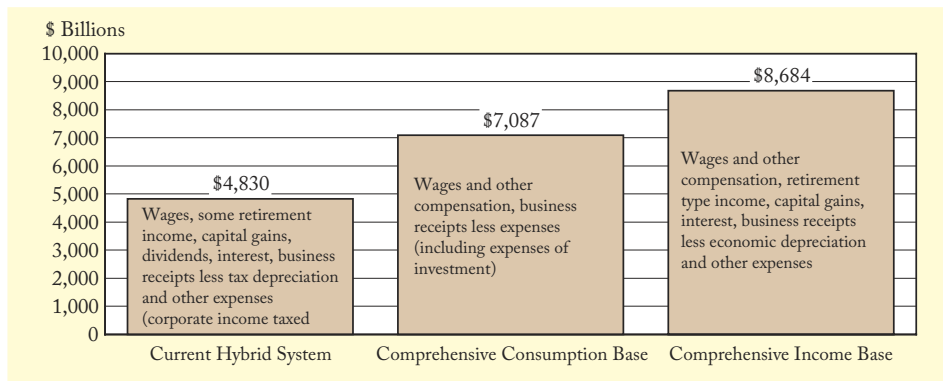 $ Billions
10,000
9,000
8,000
7,000
6,000
5,000
4,000
3,000
2,000
1,000
0
$4,830
Wages, some retirement
income, capital gains,
dividends, interest, business
receipts less tax depreciation
and other expenses
(corporate income taxed
$7,087
Wages and other
compensation, business
receipts less expenses
(including expenses of
investment)
$8,684
Wages and other
compensation, retirement
type income, capital gains,
interest, business receipts
less economic depreciation
and other expenses
Current Hybrid System
Comprehensive Consumption Base
Comprehensive Income Base